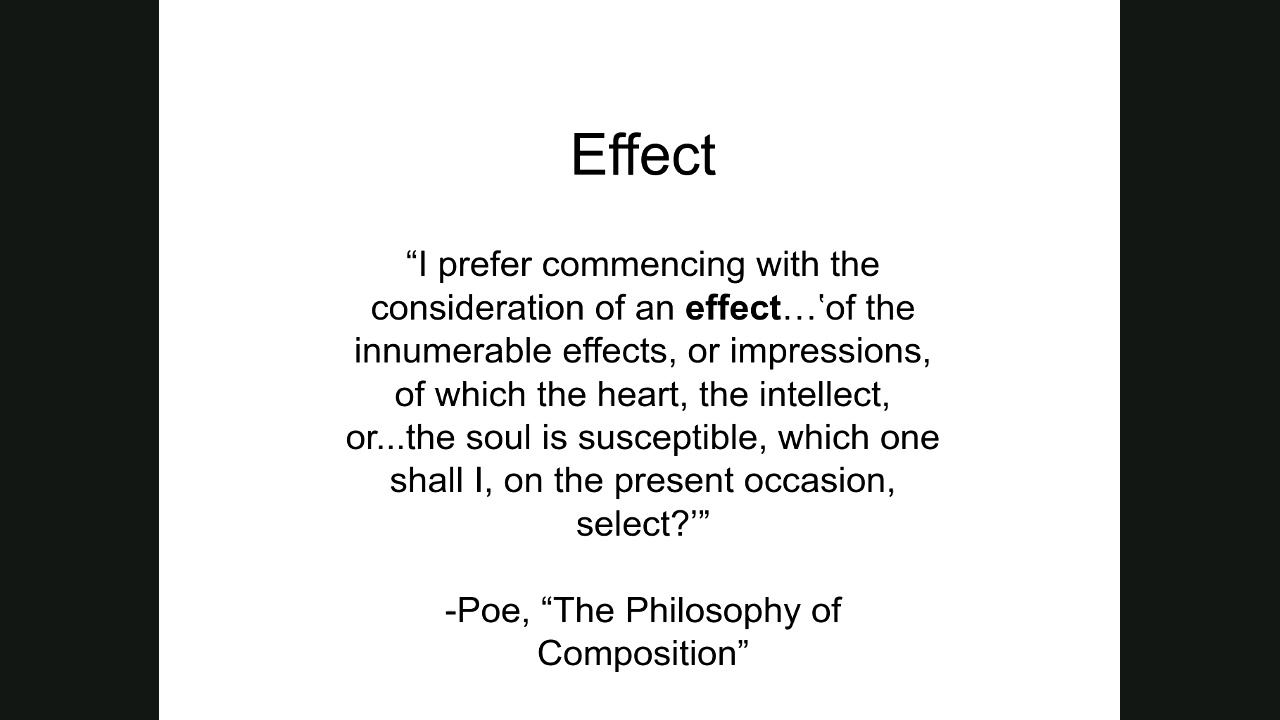 Effect
“I prefer commencing with the
consideration of an effect…‛of the
innumerable effects, or impressions,
of which the heart, the intellect,
or...the soul is susceptible, which one
shall I, on the present occasion,
select?’”
-Poe, “The Philosophy of
Composition”